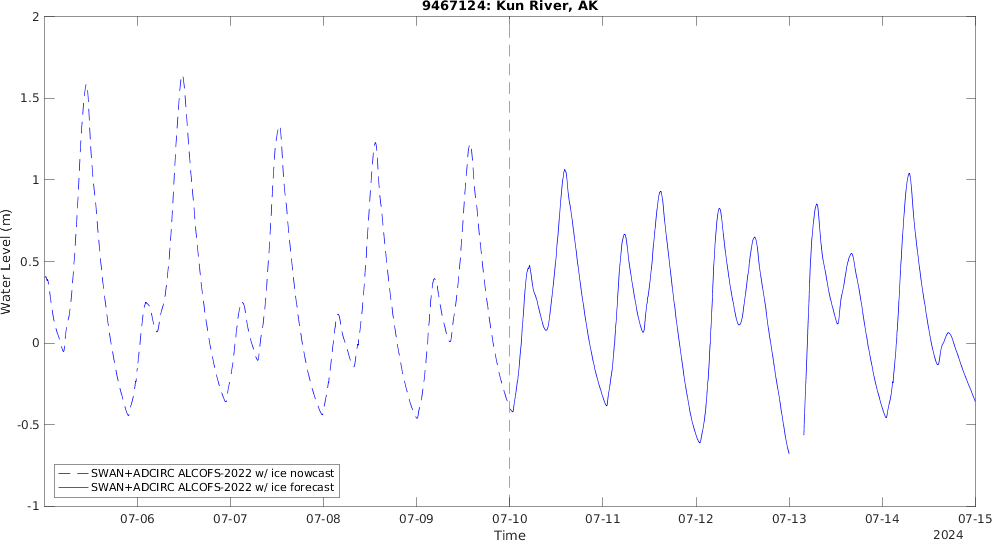 9467124: Kun River, AK
2
1.5
1
0.5
0
-0.5
-1
Water Level (m)
SWAN+ADCIRC ALCOFS-2022 w/ ice nowcast
SWAN+ADCIRC ALCOFS-2022 w/ ice forecast
07-06 07-07 07-08 07-09 07-10 07-11 07-12 07-13 07-14 07-15
Time
2024